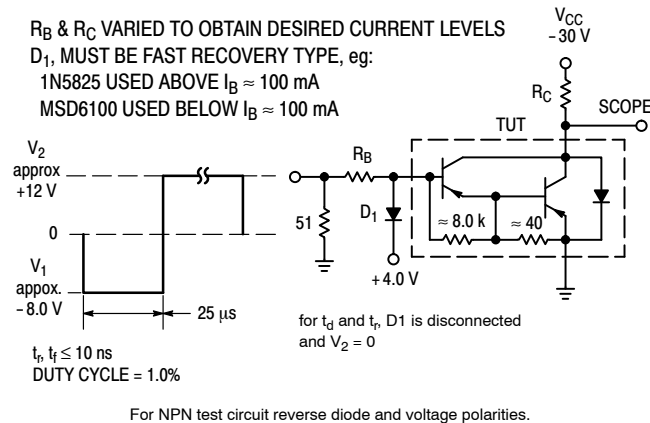 R_B & R_C VARIED TO OBTAIN DESIRED CURRENT LEVELS
D_1, MUST BE FAST RECOVERY TYPE, eg:
1N5825 USED ABOVE I_B ≈ 100 mA
MSD6100 USED BELOW I_B ≈ 100 mA
V_CC
- 30 V
R_C
SCOPE
TUT
V_2
approx
+12 V
R_B
51
D_1
≈ 8.0 k
≈ 40
0
+ 4.0 V
V_1
appox.
- 8.0 V
25 μs
for t_d and t_r, D1 is disconnected
and V_2 = 0
t_r, t_f ≤ 10 ns
DUTY CYCLE = 1.0%
For NPN test circuit reverse diode and voltage polarities.